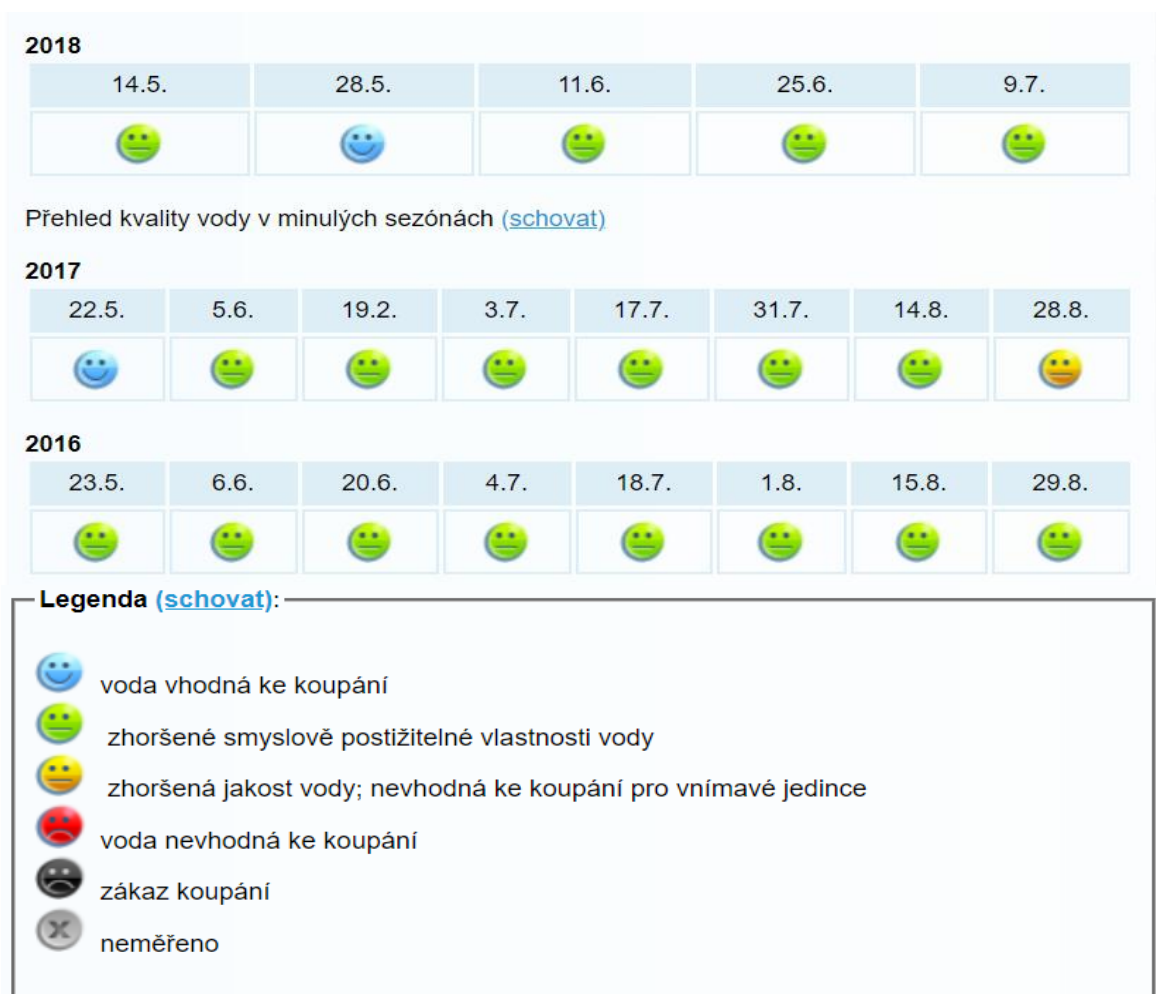 2018
14.5. 28.5. 11.6. 25.6. 9.7.
Přehled kvality vody v minulých sezónách (schovat)
2017
22.5. 5.6. 19.2. 3.7. 17.7. 31.7. 14.8. 28.8.
2016
23.5. 6.6. 20.6. 4.7. 18.7. 1.8. 15.8. 29.8.
Legenda (schovat):
voda vhodná ke koupání
zhoršené smyslově postižitelné vlastnosti vody
zhoršená jakost vody; nevhodná ke koupání pro vnímavé jedince
voda nevhodná ke koupání
zákaz koupání
neměřeno